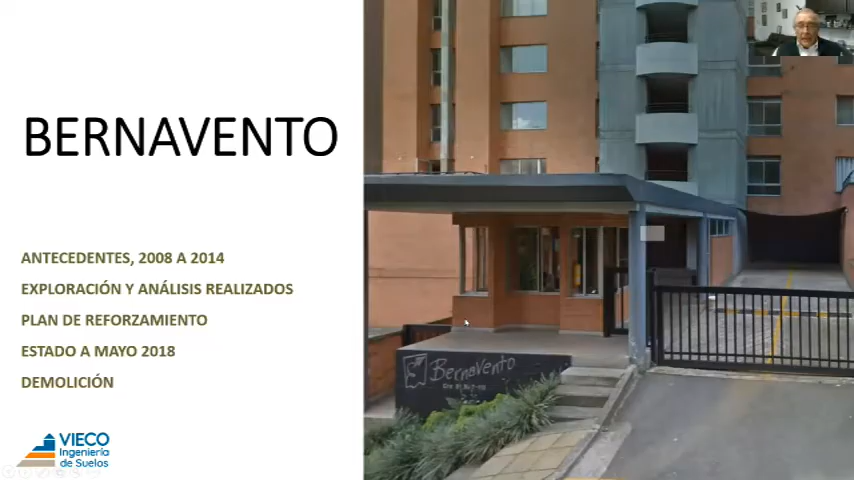 BERNAVENTO
ANTECEDENTES, 2008 A 2014
EXPLORACIÓN Y ANÁLISIS REALIZADOS
PLAN DE REFORZAMIENTO
ESTADO A MAYO 2018
DEMOLICIÓN
VIECO
Ingeniería
de Suelos
Bernavento